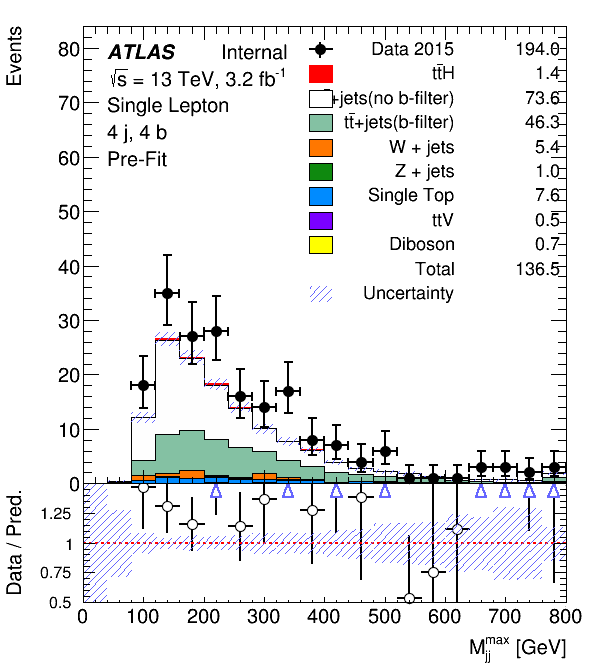 Events
80
70
60
50
40
30
20
10
0
ATLAS Internal
√s = 13 TeV, 3.2 fb-1
Single Lepton
4 j, 4 b
Pre-Fit
Data 2015 194.0
tt̄H 1.4
+jets(no b-filter) 73.6
tt̄+jets(b-filter) 46.3
W + jets 5.4
Z + jets 1.0
Single Top 7.6
ttV 0.5
Diboson 0.7
Total 136.5
Uncertainty
Data / Pred.
1.25
1
0.75
0.5
0 100 200 300 400 500 600 700 800
M jj max [GeV]